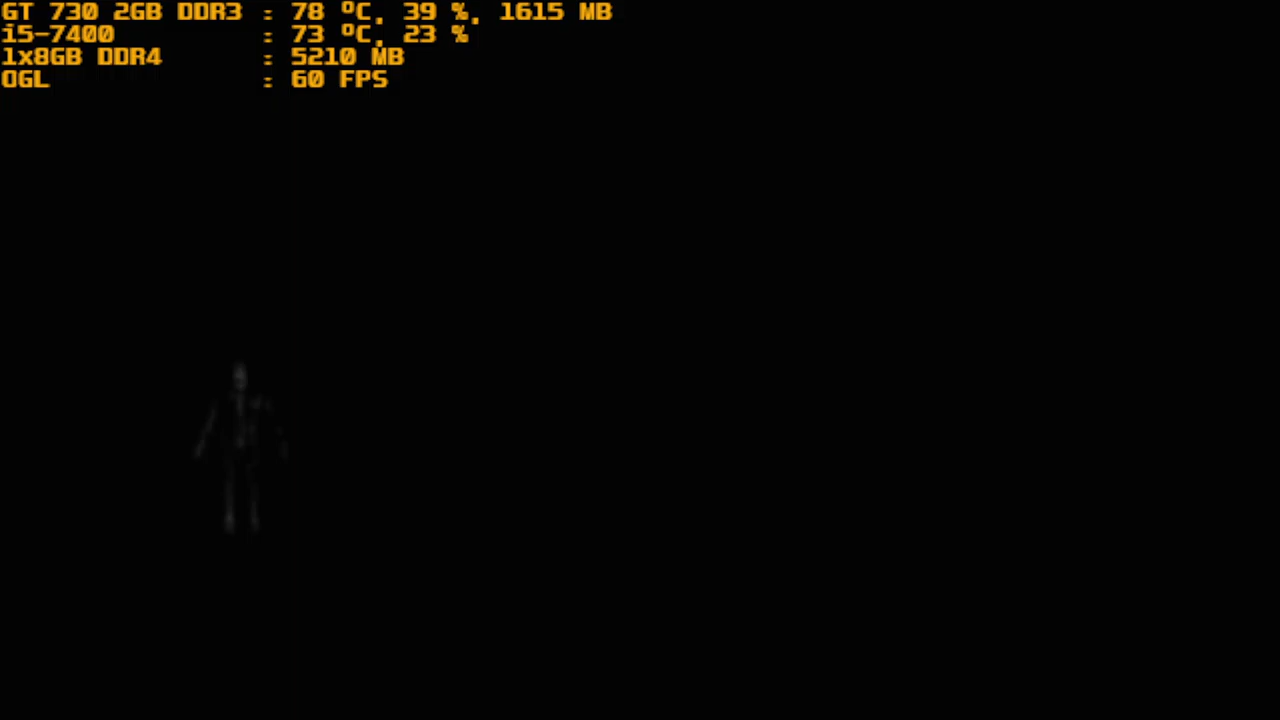 GT 730 2GB DDR3 : 78 ºC, 39 %, 1615 MB
i5-7400 : 73 ºC, 23 %
1x8GB DDR4 : 5210 MB
OGL : 60 FPS